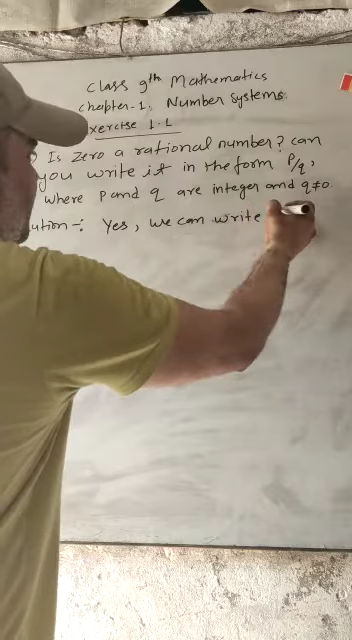 Class 9th Mathematics
chapter-1: Number Systems.
xercise 1.1
Is Zero a rational number? can
you write it in the form P/q,
where P and q are integer and q≠0.
ution :- Yes, we can write